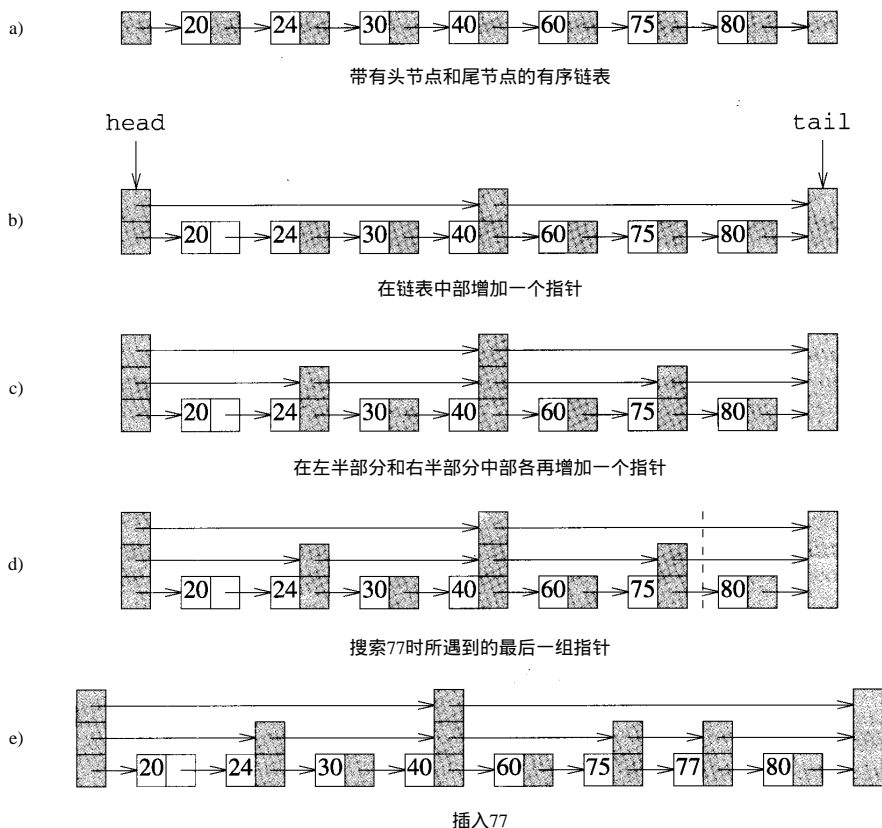 a)
20 24 30 40 60 75 80
带有头节点和尾节点的有序链表
head tail
b)
20 24 30 40 60 75 80
在链表中部增加一个指针
c)
20 24 30 40 60 75 80
在左半部分和右半部分中部各再增加一个指针
d)
20 24 30 40 60 75 80
搜索77时所遇到的最后一组指针
e)
20 24 30 40 60 75 77 80
插入77